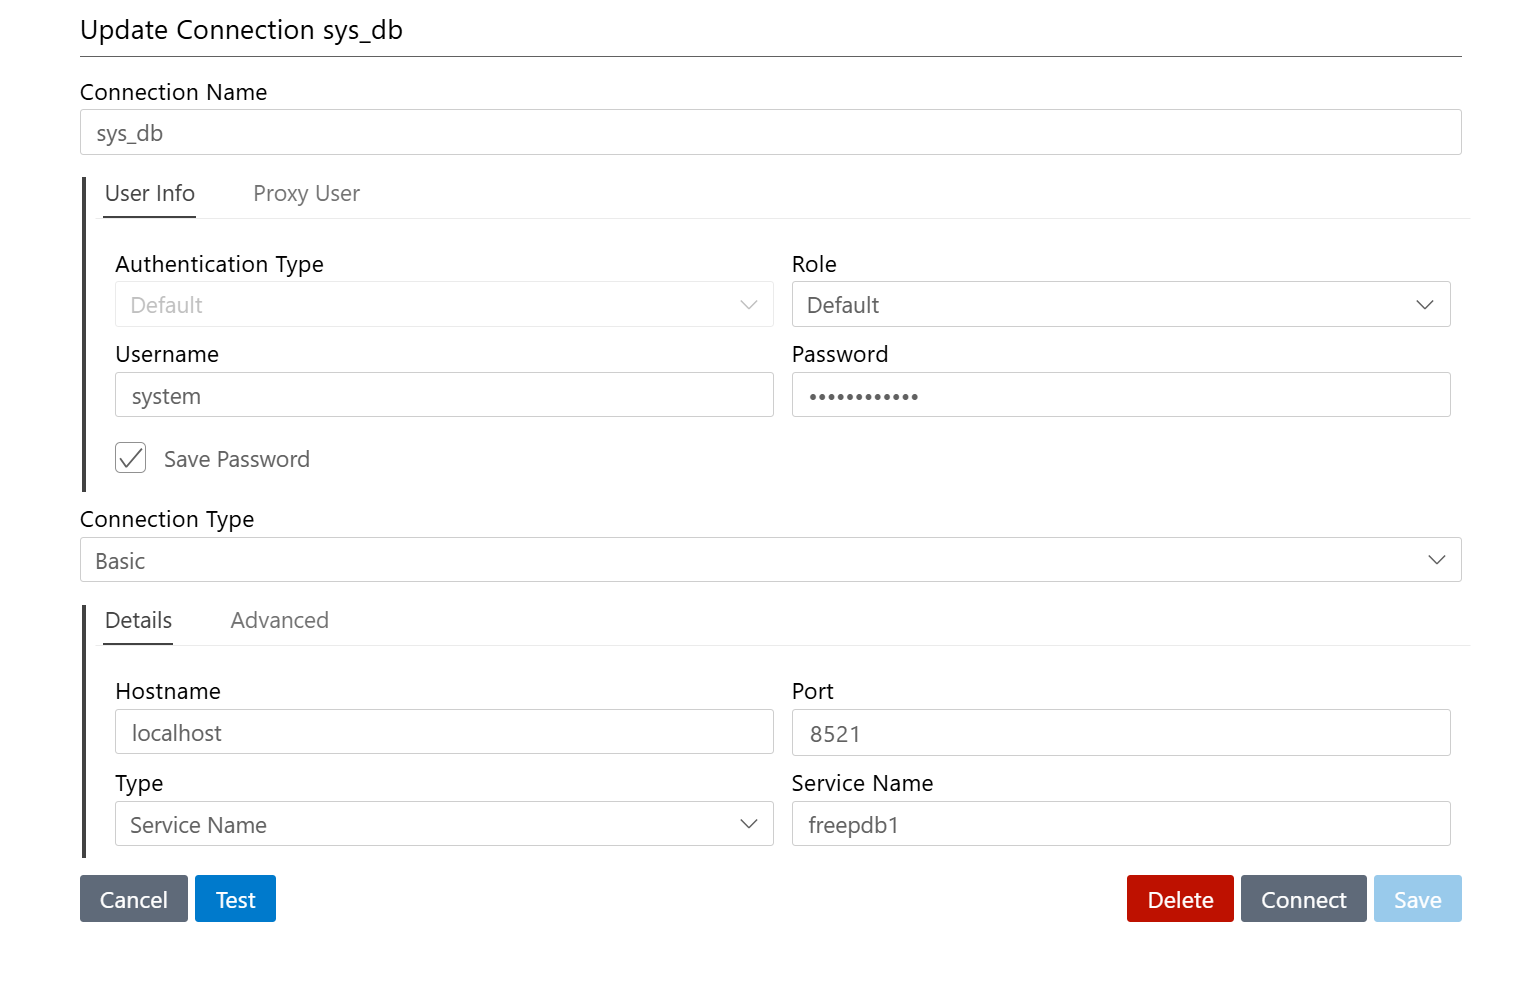 Update Connection sys_db
Connection Name
sys_db
User Info Proxy User
Authentication Type Role
Default Default
Username Password
system ••••••••••••
Save Password
Connection Type
Basic
Details Advanced
Hostname Port
localhost 8521
Type Service Name
Service Name freepdb1
Cancel Test Delete Connect Save